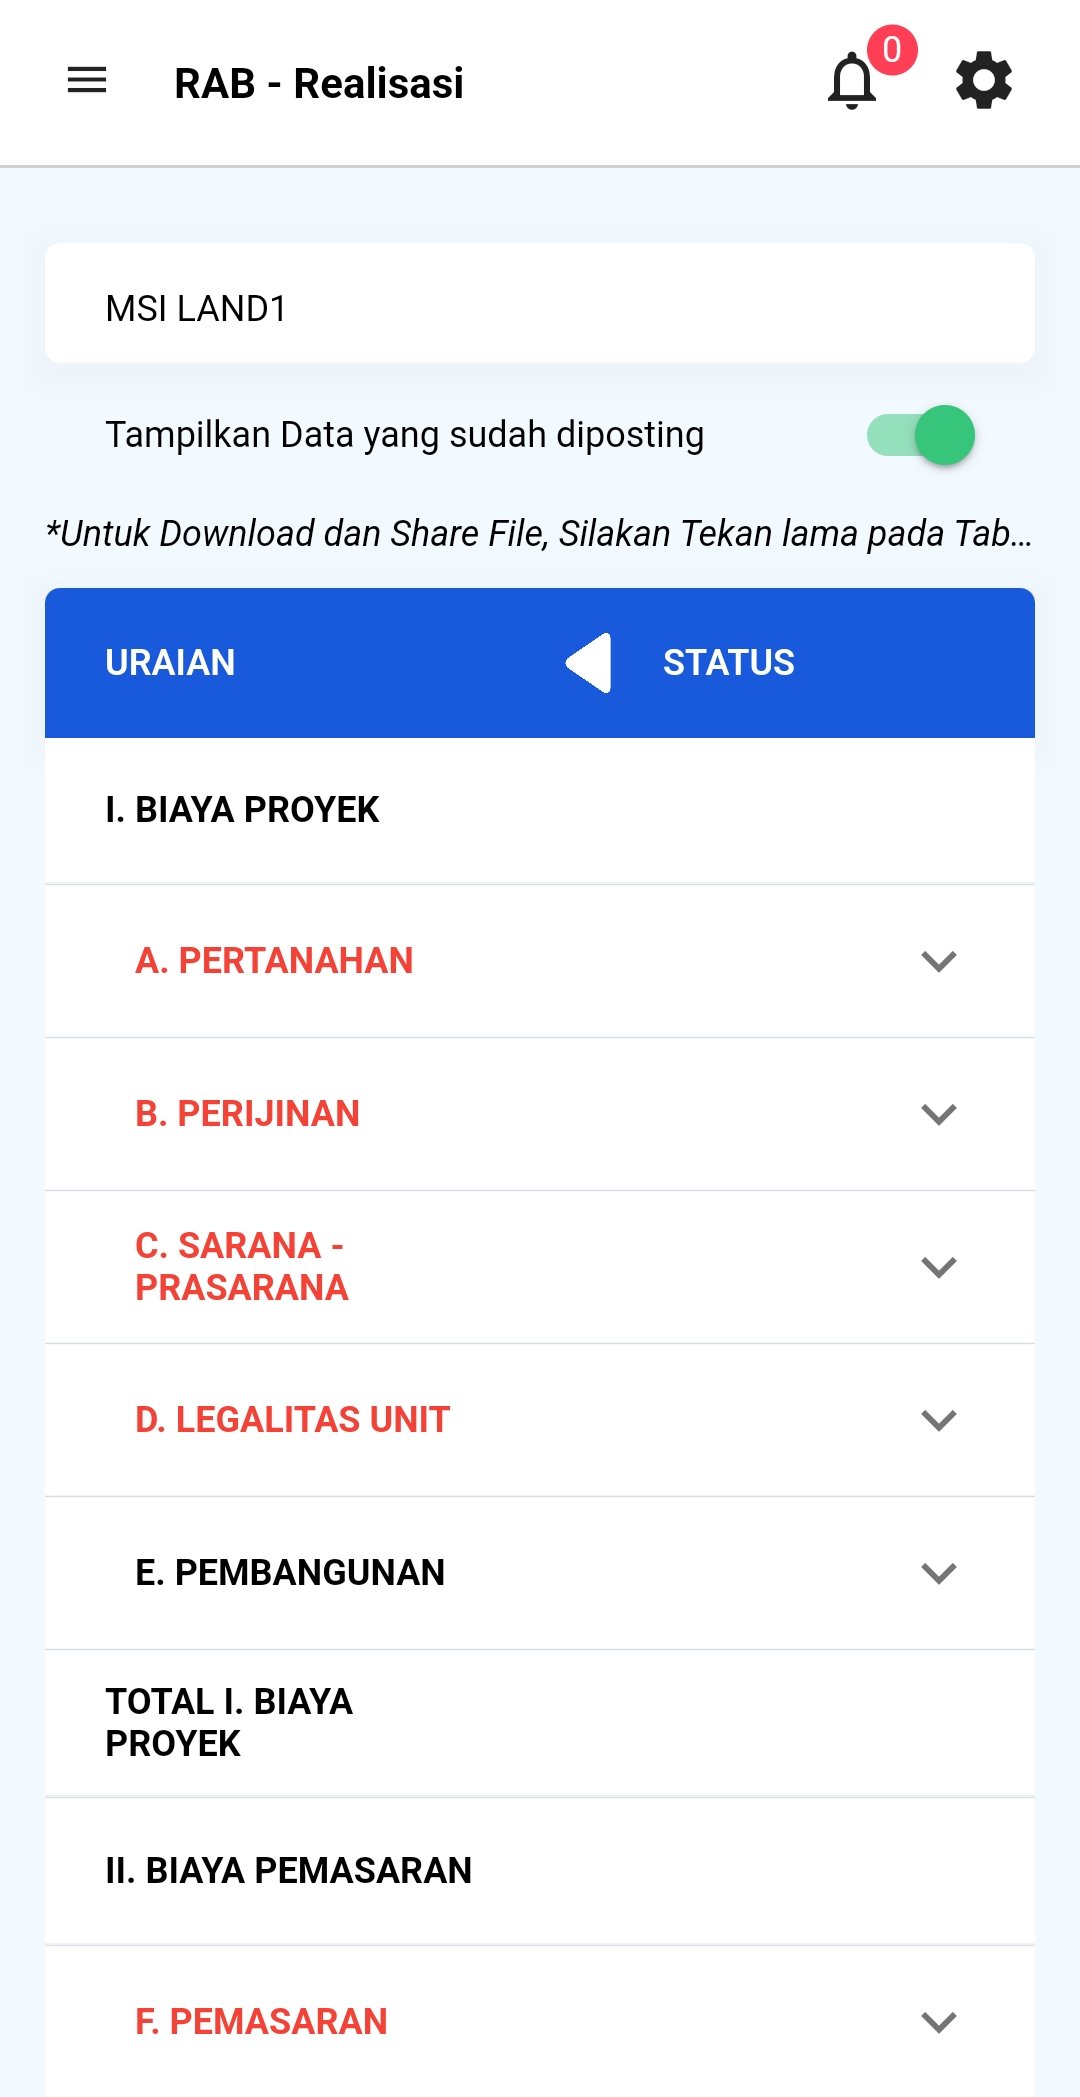 RAB - Realisasi
0
MSI LAND1
Tampilkan Data yang sudah diposting
*Untuk Download dan Share File, Silakan Tekan lama pada Tab...
URAIAN STATUS
I. BIAYA PROYEK
A. PERTANAHAN
B. PERIJINAN
C. SARANA -
PRASARANA
D. LEGALITAS UNIT
E. PEMBANGUNAN
TOTAL I. BIAYA
PROYEK
II. BIAYA PEMASARAN
F. PEMASARAN